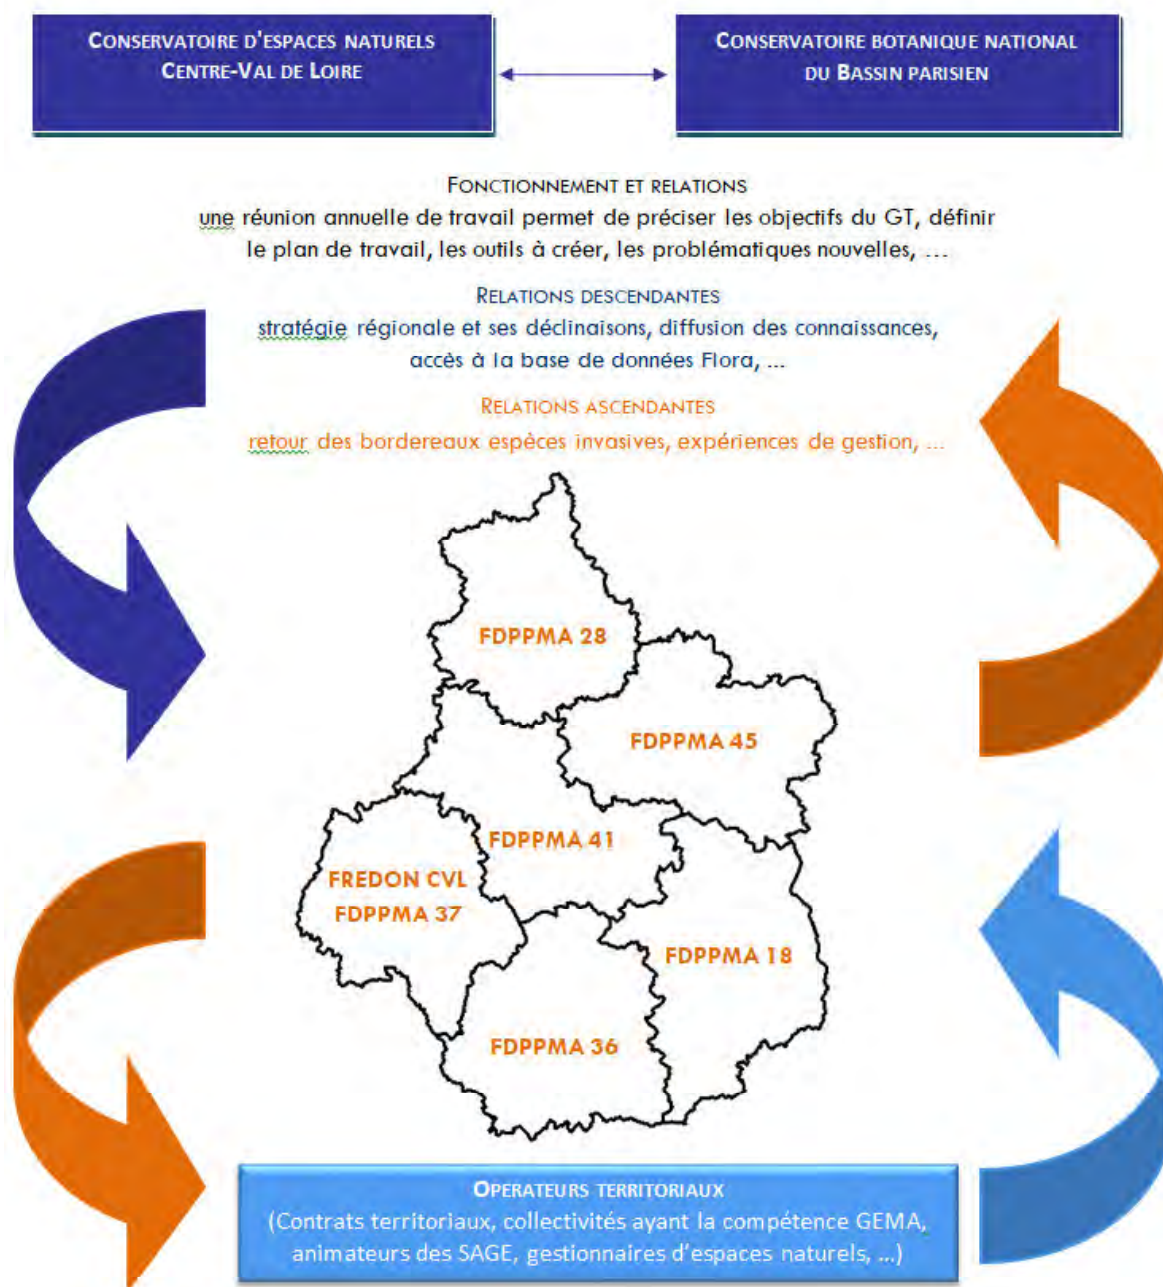 CONSERVATOIRE D'ESPACES NATURELS
CENTRE-VAL DE LOIRE
CONSERVATOIRE BOTANIQUE NATIONAL
DU BASSIN PARISIEN
FONCTIONNEMENT ET RELATIONS
une réunion annuelle de travail permet de préciser les objectifs du GT, définir
le plan de travail, les outils à créer, les problématiques nouvelles, ...
RELATIONS DESCENDANTES
stratégie régionale et ses déclinaisons, diffusion des connaissances,
accès à la base de données Flora, ...
RELATIONS ASCENDANTES
retour des bordereaux espèces invasives, expériences de gestion, ...
FDPPMA 28
FDPPMA 45
FDPPMA 41
FREDON CVL
FDPPMA 37
FDPPMA 18
FDPPMA 36
OPERATEURS TERRITORIAUX
(Contrats territoriaux, collectivités ayant la compétence GEMA,
animateurs des SAGE, gestionnaires d'espaces naturels, ...)